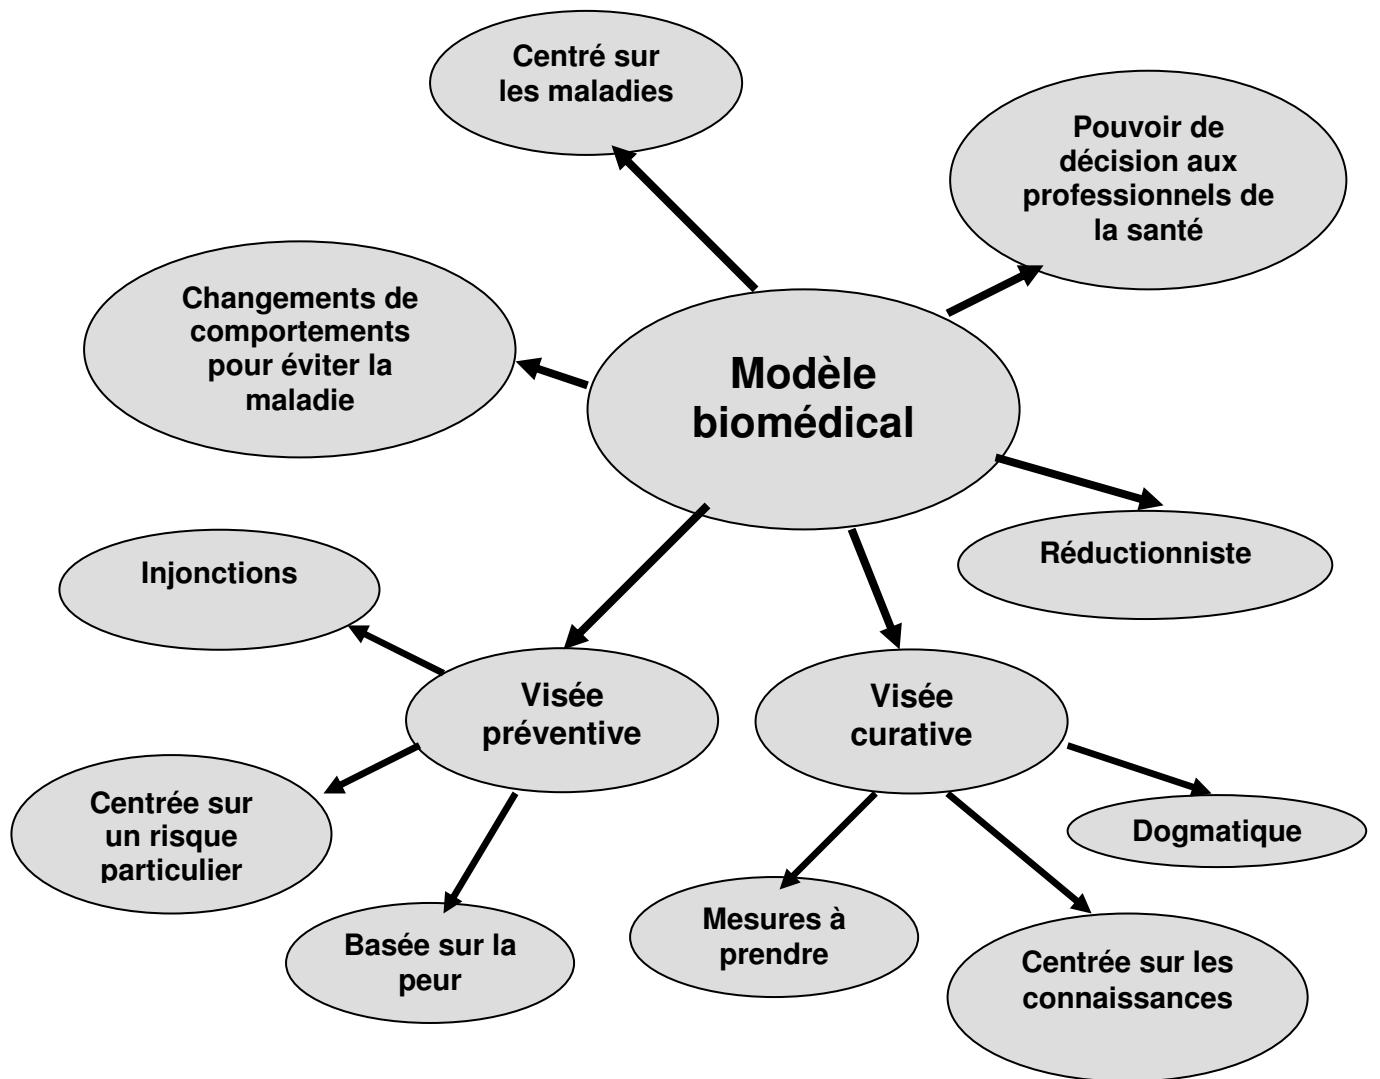 Centré sur
les maladies
Pouvoir de
décision aux
professionnels de
la santé
Changements de
comportements
pour éviter la
maladie
Modèle
biomédical
Réductionniste
Injonctions
Visée
préventive
Visée
curative
Centrée sur
un risque
particulier
Dogmatique
Basée sur la
peur
Mesures à
prendre
Centrée sur les
connaissances